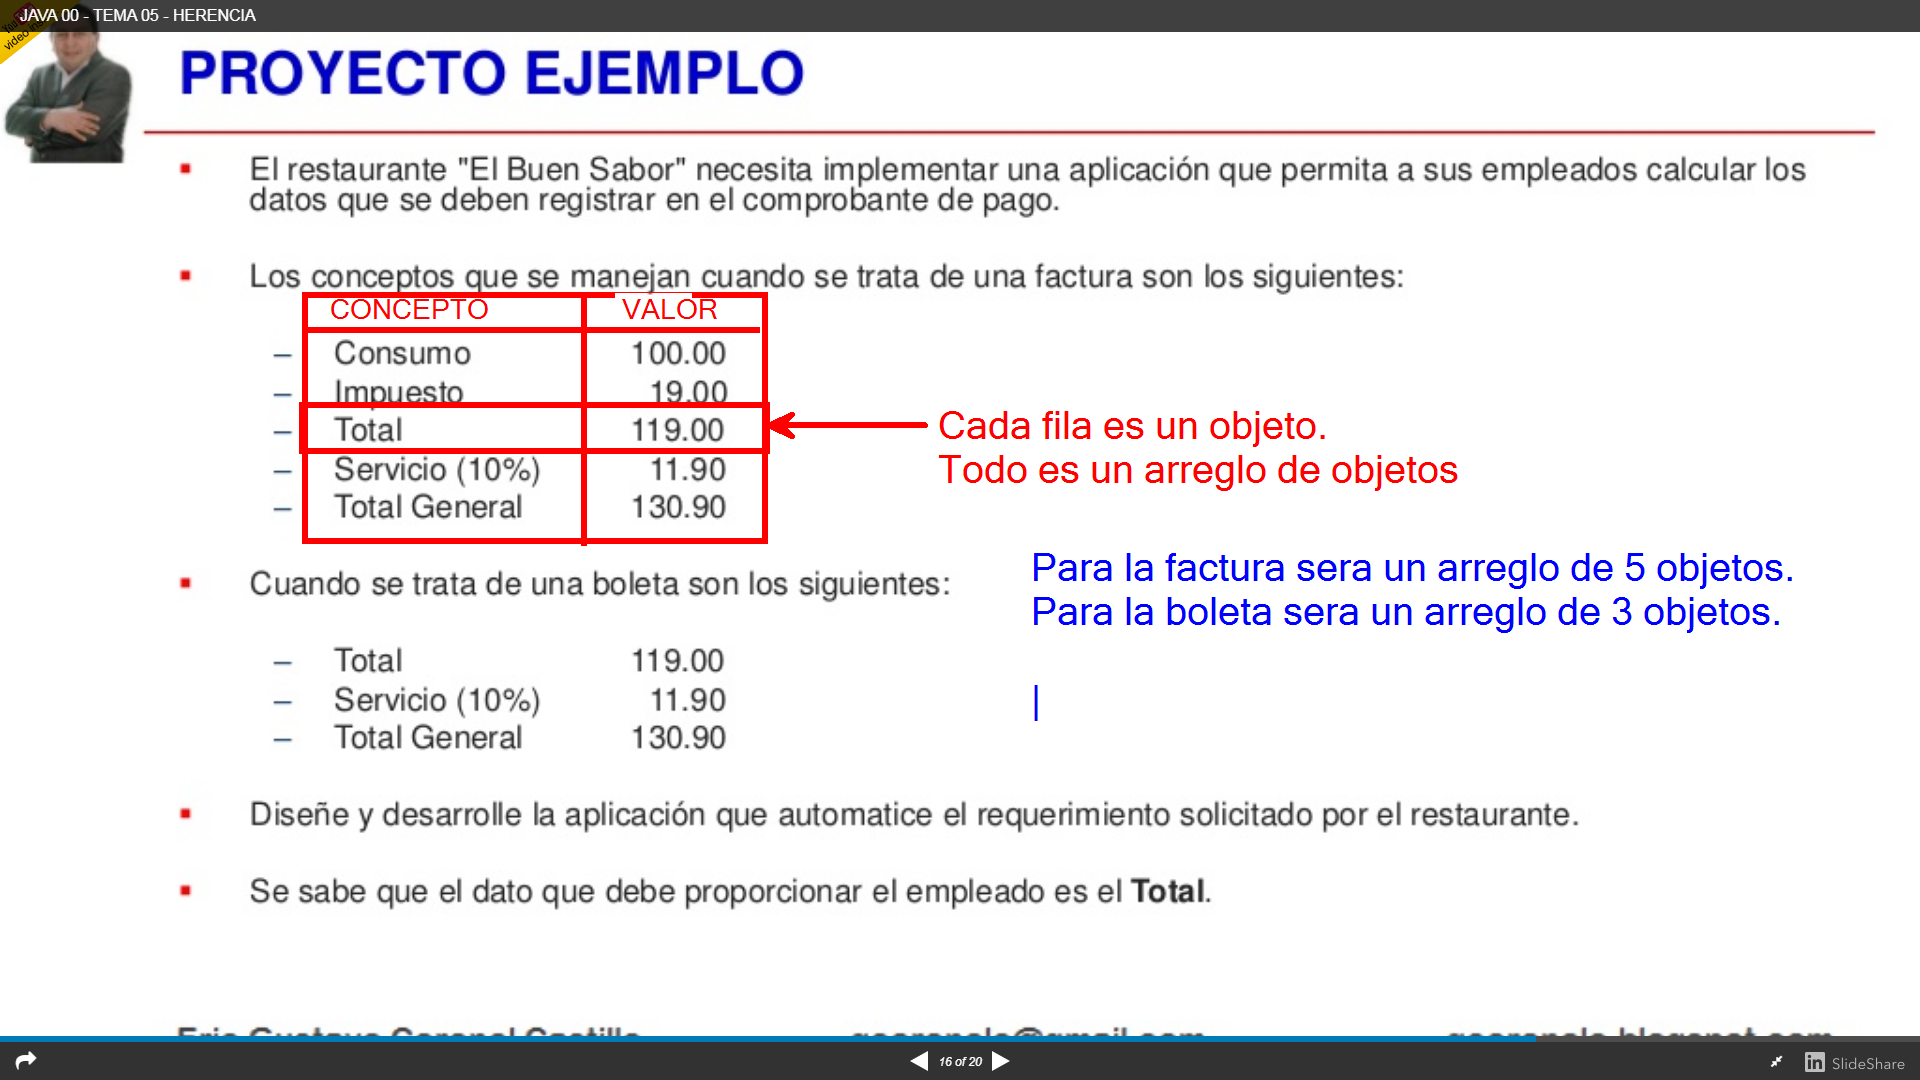 JAVA 00 - TEMA 05 - HERENCIA
PROYECTO EJEMPLO
El restaurante "El Buen Sabor" necesita implementar una aplicación que permita a sus empleados calcular los
datos que se deben registrar en el comprobante de pago.
Los conceptos que se manejan cuando se trata de una factura son los siguientes:
CONCEPTO VALOR
– Consumo 100.00
– Impuesto 19.00
– Total 119.00
– Servicio (10%) 11.90
– Total General 130.90
Cada fila es un objeto.
Todo es un arreglo de objetos
Cuando se trata de una boleta son los siguientes:
Para la factura sera un arreglo de 5 objetos.
Para la boleta sera un arreglo de 3 objetos.
– Total 119.00
– Servicio (10%) 11.90
– Total General 130.90
Diseñe y desarrolle la aplicación que automatice el requerimiento solicitado por el restaurante.
Se sabe que el dato que debe proporcionar el empleado es el Total.
16 of 20
in SlideShare